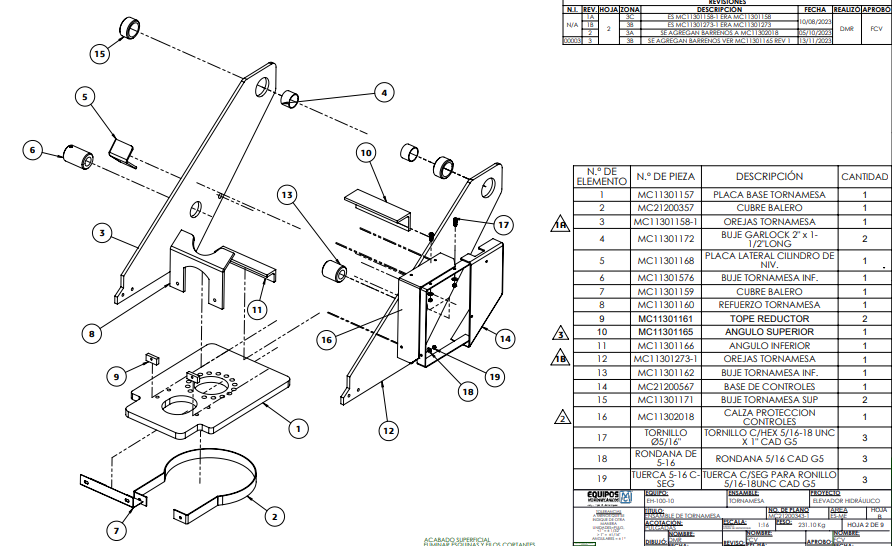 REVISIONES
N.I. REV. HOJA ZONA DESCRIPCIÓN FECHA REALIZÓ APROBÓ
N/A 1A 2 3C ES MC11301158-1 ERA MC11301158 10/08/2023 DMR FCV
1B 3B ES MC11301273-1 ERA MC11301273
2 3A SE AGREGAN BARRENOS A MC11302018 05/10/2023
00003 3 3B SE AGREGAN BARRENOS VER MC11301165 REV 1 13/11/2023
15
4
5
6
10
13
17
3
11
8
16
14
9
19
18
1
12
2
7
N.º DE ELEMENTO N.º DE PIEZA DESCRIPCIÓN CANTIDAD
1 MC11301157 PLACA BASE TORNAMESA 1
2 MC21200357 CUBRE BALERO 1
1A 3 MC11301158-1 OREJAS TORNAMESA 1
4 MC11301172 BUJE GARLOCK 2" x 1-
1/2"LONG 2
5 MC11301168 PLACA LATERAL CILINDRO DE
NIV. 1
6 MC11301576 BUJE TORNAMESA INF. 1
7 MC11301159 CUBRE BALERO 1
8 MC11301160 REFUERZO TORNAMESA 1
9 MC11301161 TOPE REDUCTOR 2
3 10 MC11301165 ANGULO SUPERIOR 1
11 MC11301166 ANGULO INFERIOR 1
1B 12 MC11301273-1 OREJAS TORNAMESA 1
13 MC11301162 BUJE TORNAMESA INF. 1
14 MC21200567 BASE DE CONTROLES 1
15 MC11301171 BUJE TORNAMESA SUP 2
2 16 MC11302018 CALZA PROTECCION
CONTROLES 1
17 TORNILLO
Ø5/16" TORNILLO C/HEX 5/16-18 UNC
X 1" CAD G5 3
18 RONDANA DE
5-16 RONDANA 5/16 CAD G5 3
19 TUERCA 5-16 C-
SEG TUERCA C/SEG PARA RONILLO
5/16-18UNC CAD G5 3
EQUIPOS
EQUIPO: ENSAMBLE: PROYECTO
EH-100-10 TORNAMESA ELEVADOR HIDRÁULICO
TÍTULO: NO. DE PLANO TAREA HOJA
ENSAMBLE DE TORNAMESA MC21200343-1 ES-ME B
ACOTACIÓN: ESCALA: 1:16 PESO: 231.10 Kg HOJA 2 DE 9
PULGADAS
NOMBRE: NOMBRE: NOMBRE:
DIBUJÓ: DMR REVISÓ: FCV APROBÓ: FCV
ACABADO SUPERFICIAL
ELIMINAR ESQUINAS Y FILOS CORTANTES